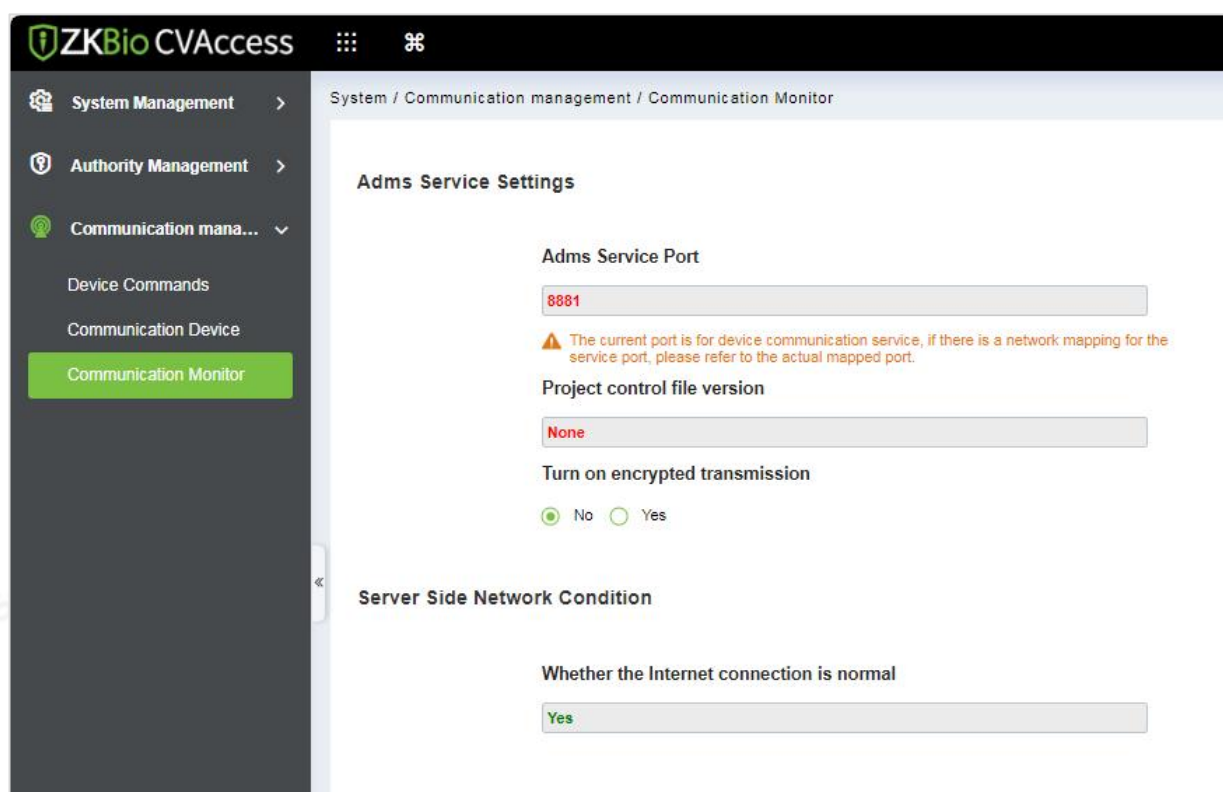 ZKBio CVAccess
System Management
Authority Management
Communication mana...
Device Commands
Communication Device
Communication Monitor
System / Communication management / Communication Monitor
Adms Service Settings
Adms Service Port
8881
The current port is for device communication service, if there is a network mapping for the
service port, please refer to the actual mapped port.
Project control file version
None
Turn on encrypted transmission
No Yes
Server Side Network Condition
Whether the Internet connection is normal
Yes